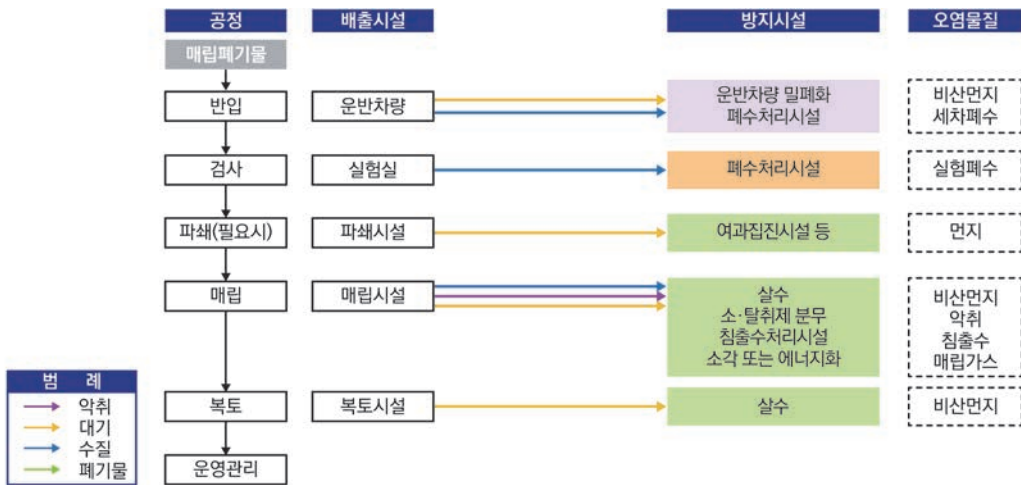 공정 배출시설 방지시설 오염물질
매립폐기물
반입 운반차량 운반차량 밀폐화 비산먼지
폐수처리시설 세차폐수
검사 실험실 폐수처리시설 실험폐수
파쇄(필요시) 파쇄시설 여과집진시설 등 먼지
매립 매립시설 살수 비산먼지
소·탈취제 분무 악취
침출수처리시설 침출수
소각 또는 에너지화 매립가스
복토 복토시설 살수 비산먼지
운영관리
범 례
악취
대기
수질
폐기물